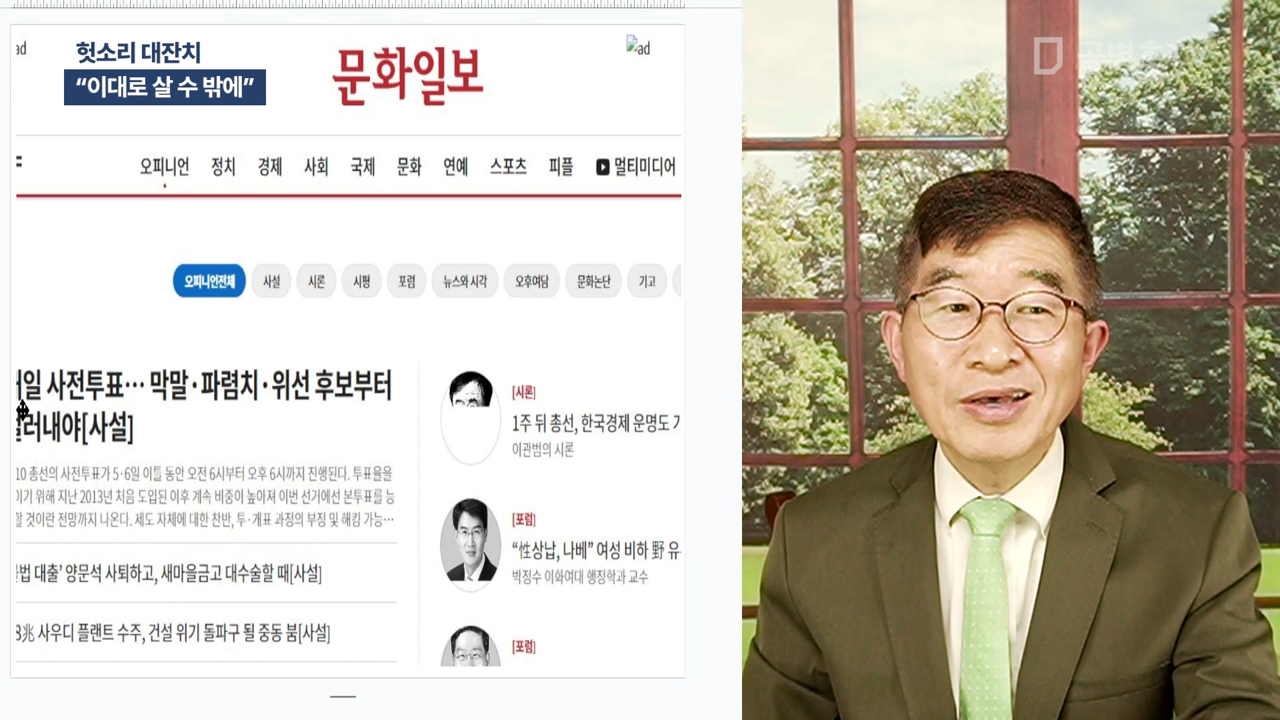 ad
헛소리 대잔치
“이대로 살 수 밖에”
문화일보
ad
오피니언 정치 경제 사회 국제 문화 연예 스포츠 피플 멀티미디어
오피니언전체 사설 시론 시평 포럼 뉴스와 시각 오후여담 문화논단 기고
사전투표… 막말·파렴치·위선 후보부터
[사설]
10 총선의 사전투표가 5·6일 이틀 동안 오전 6시부터 오후 6시까지 진행된다. 투표율을
위해 지난 2013년 처음 도입된 이후 계속 비중이 높아져 이번 선거에선 본투표를 능
것이란 전망까지 나온다. 제도 자체에 대한 찬반, 투·개표 과정의 부정 및 해킹 가능…
대출’ 양문석 사퇴하고, 새마을금고 대수술할 때[사설]
8兆 사우디 플랜트 수주, 건설 위기 돌파구 될 중동 붐[사설]
[시론]
1주 뒤 총선, 한국경제 운명도
이관범의 시론
[포럼]
“性상납, 나베” 여성 비하 野 유
박정수 이화여대 행정학과 교수
[포럼]